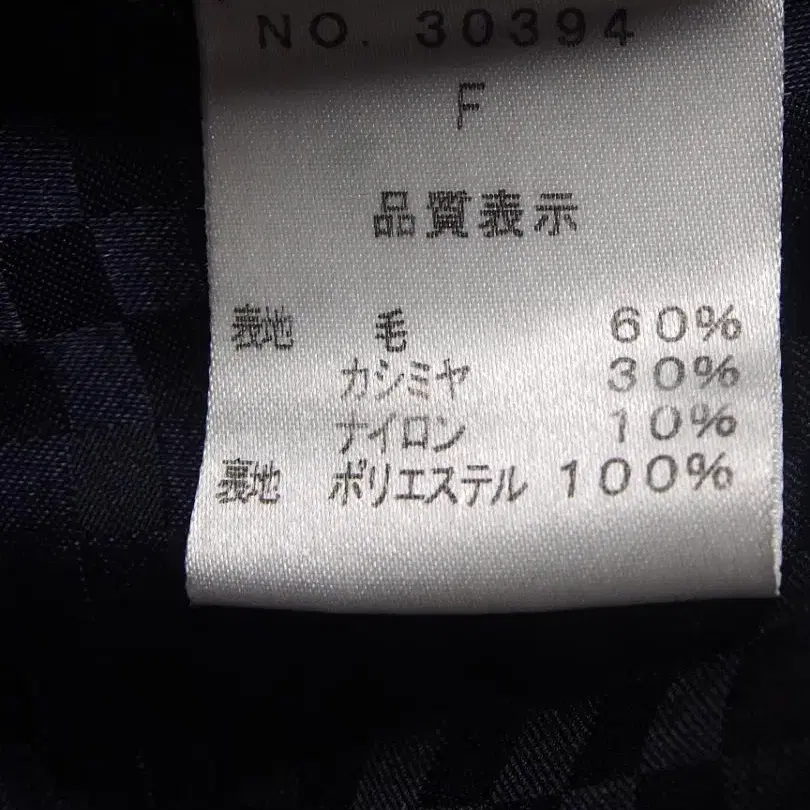 NO. 30394
F
品質表示
表地 毛 60%
カシミヤ 30%
ナイロン 10%
裏地 ポリエステル 100%